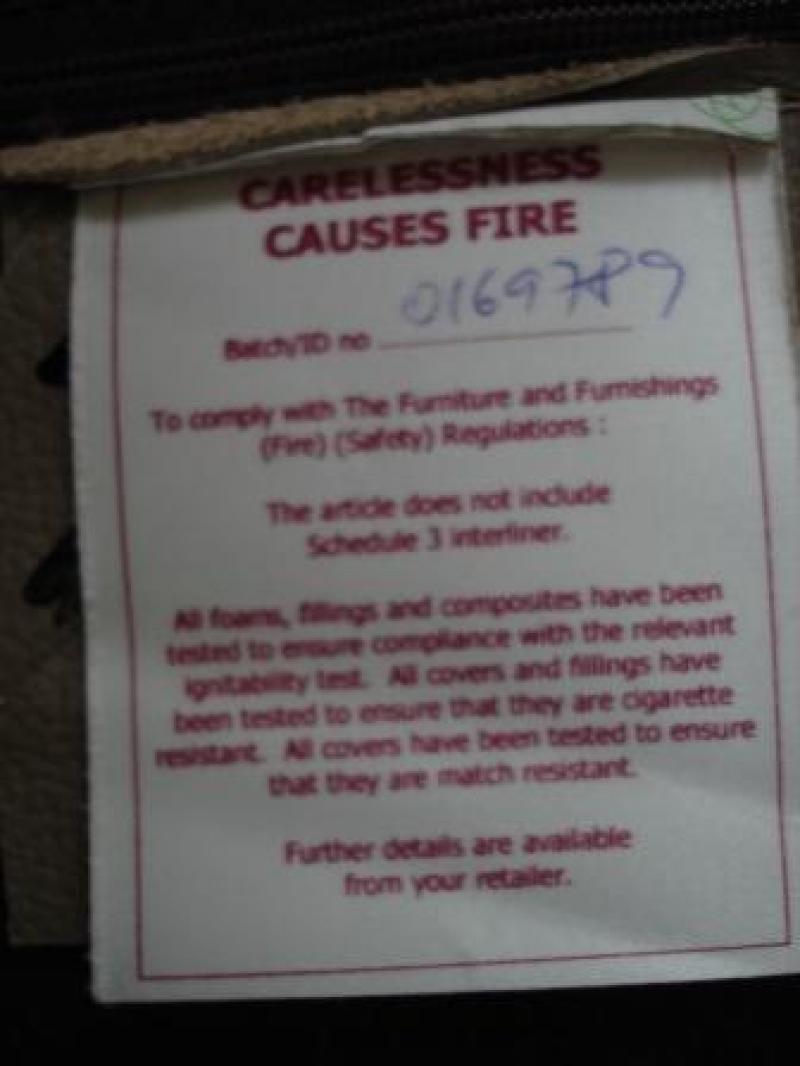 CARELESSNESS
CAUSES FIRE
0169789
Batch/ID no
To comply with The Furniture and Furnishings
(Fire) (Safety) Regulations :
The article does not include
Schedule 3 interliner.
All foams, fillings and composites have been
tested to ensure compliance with the relevant
ignitability test. All covers and fillings have
been tested to ensure that they are cigarette
resistant. All covers have been tested to ensure
that they are match resistant.
Further details are available
from your retailer.